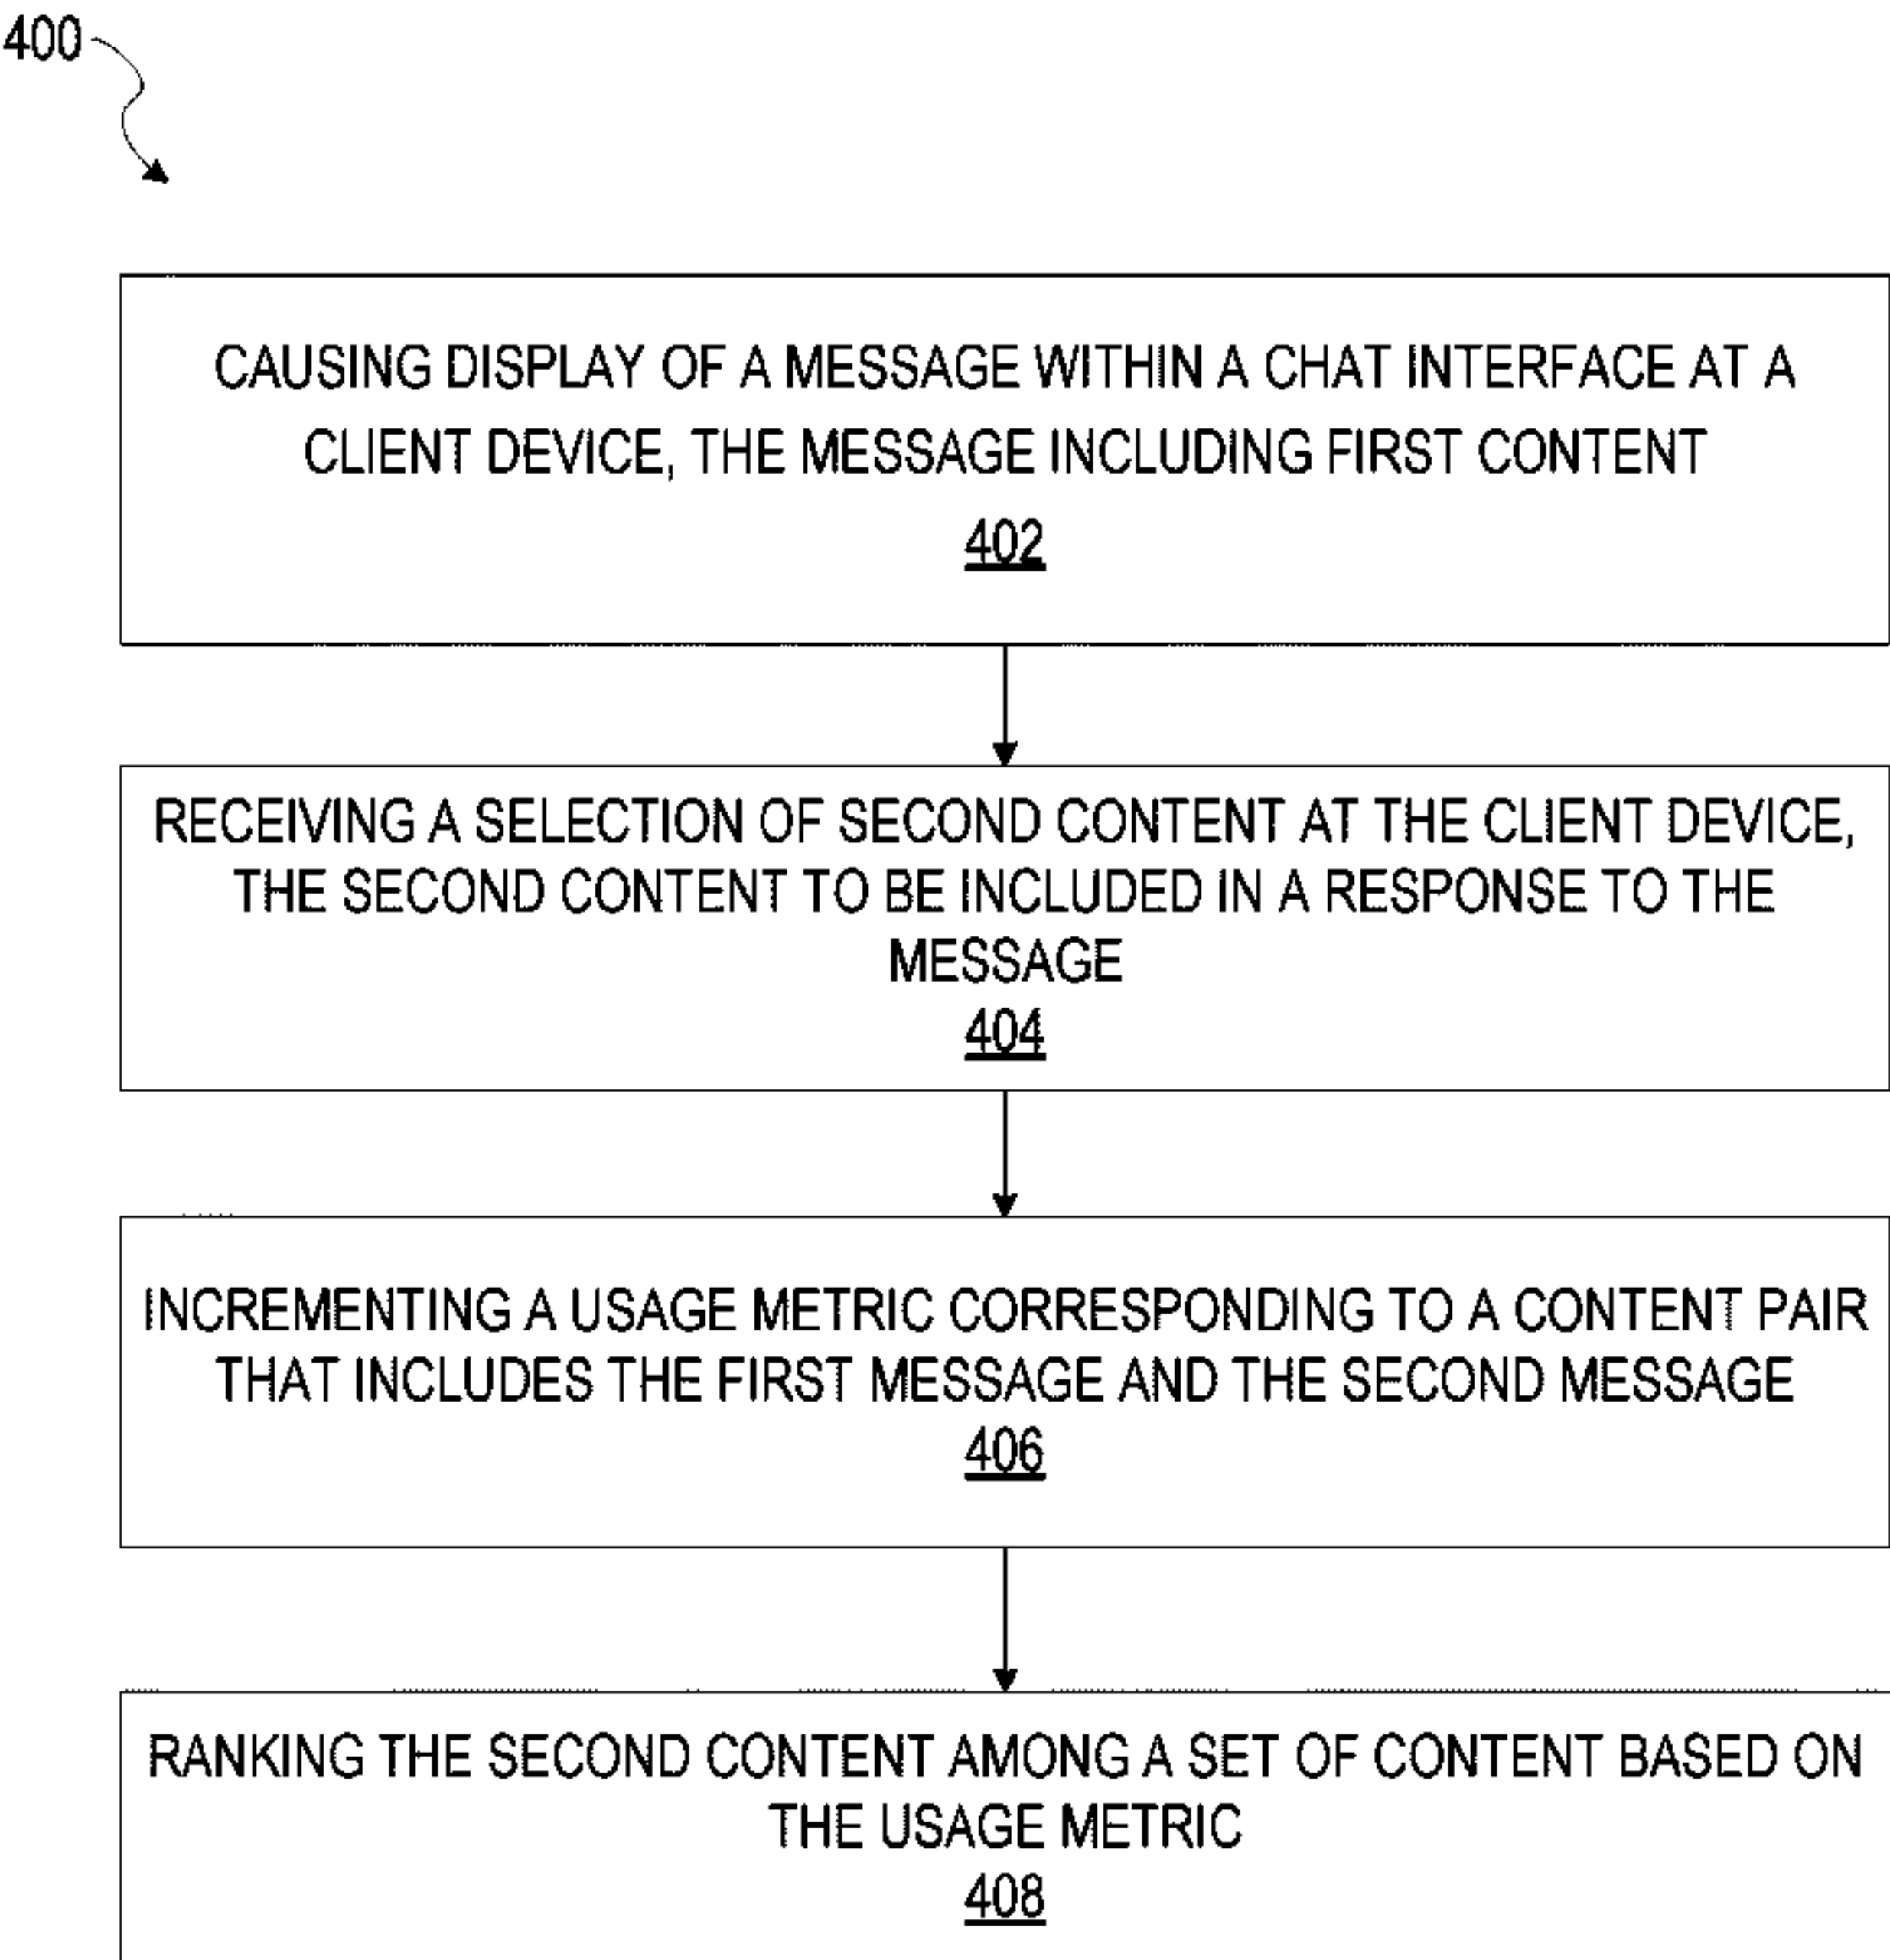 400
CAUSING DISPLAY OF A MESSAGE WITHIN A CHAT INTERFACE AT A
CLIENT DEVICE, THE MESSAGE INCLUDING FIRST CONTENT
402
RECEIVING A SELECTION OF SECOND CONTENT AT THE CLIENT DEVICE,
THE SECOND CONTENT TO BE INCLUDED IN A RESPONSE TO THE
MESSAGE
404
INCREMENTING A USAGE METRIC CORRESPONDING TO A CONTENT PAIR
THAT INCLUDES THE FIRST MESSAGE AND THE SECOND MESSAGE
406
RANKING THE SECOND CONTENT AMONG A SET OF CONTENT BASED ON
THE USAGE METRIC
408